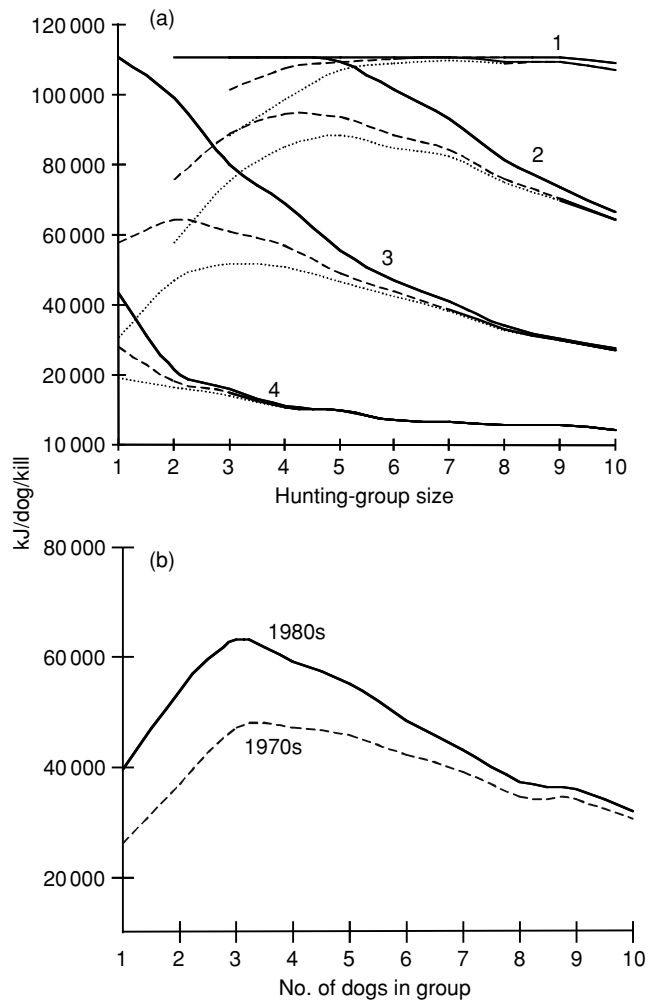 (a)
120 000
100 000
80 000
60 000
40 000
20 000
10 000
1
2
3
4
1 2 3 4 5 6 7 8 9 10
Hunting-group size
kJ/dog/kill
(b)
80 000
60 000
40 000
20 000
1980s
1970s
1 2 3 4 5 6 7 8 9 10
No. of dogs in group